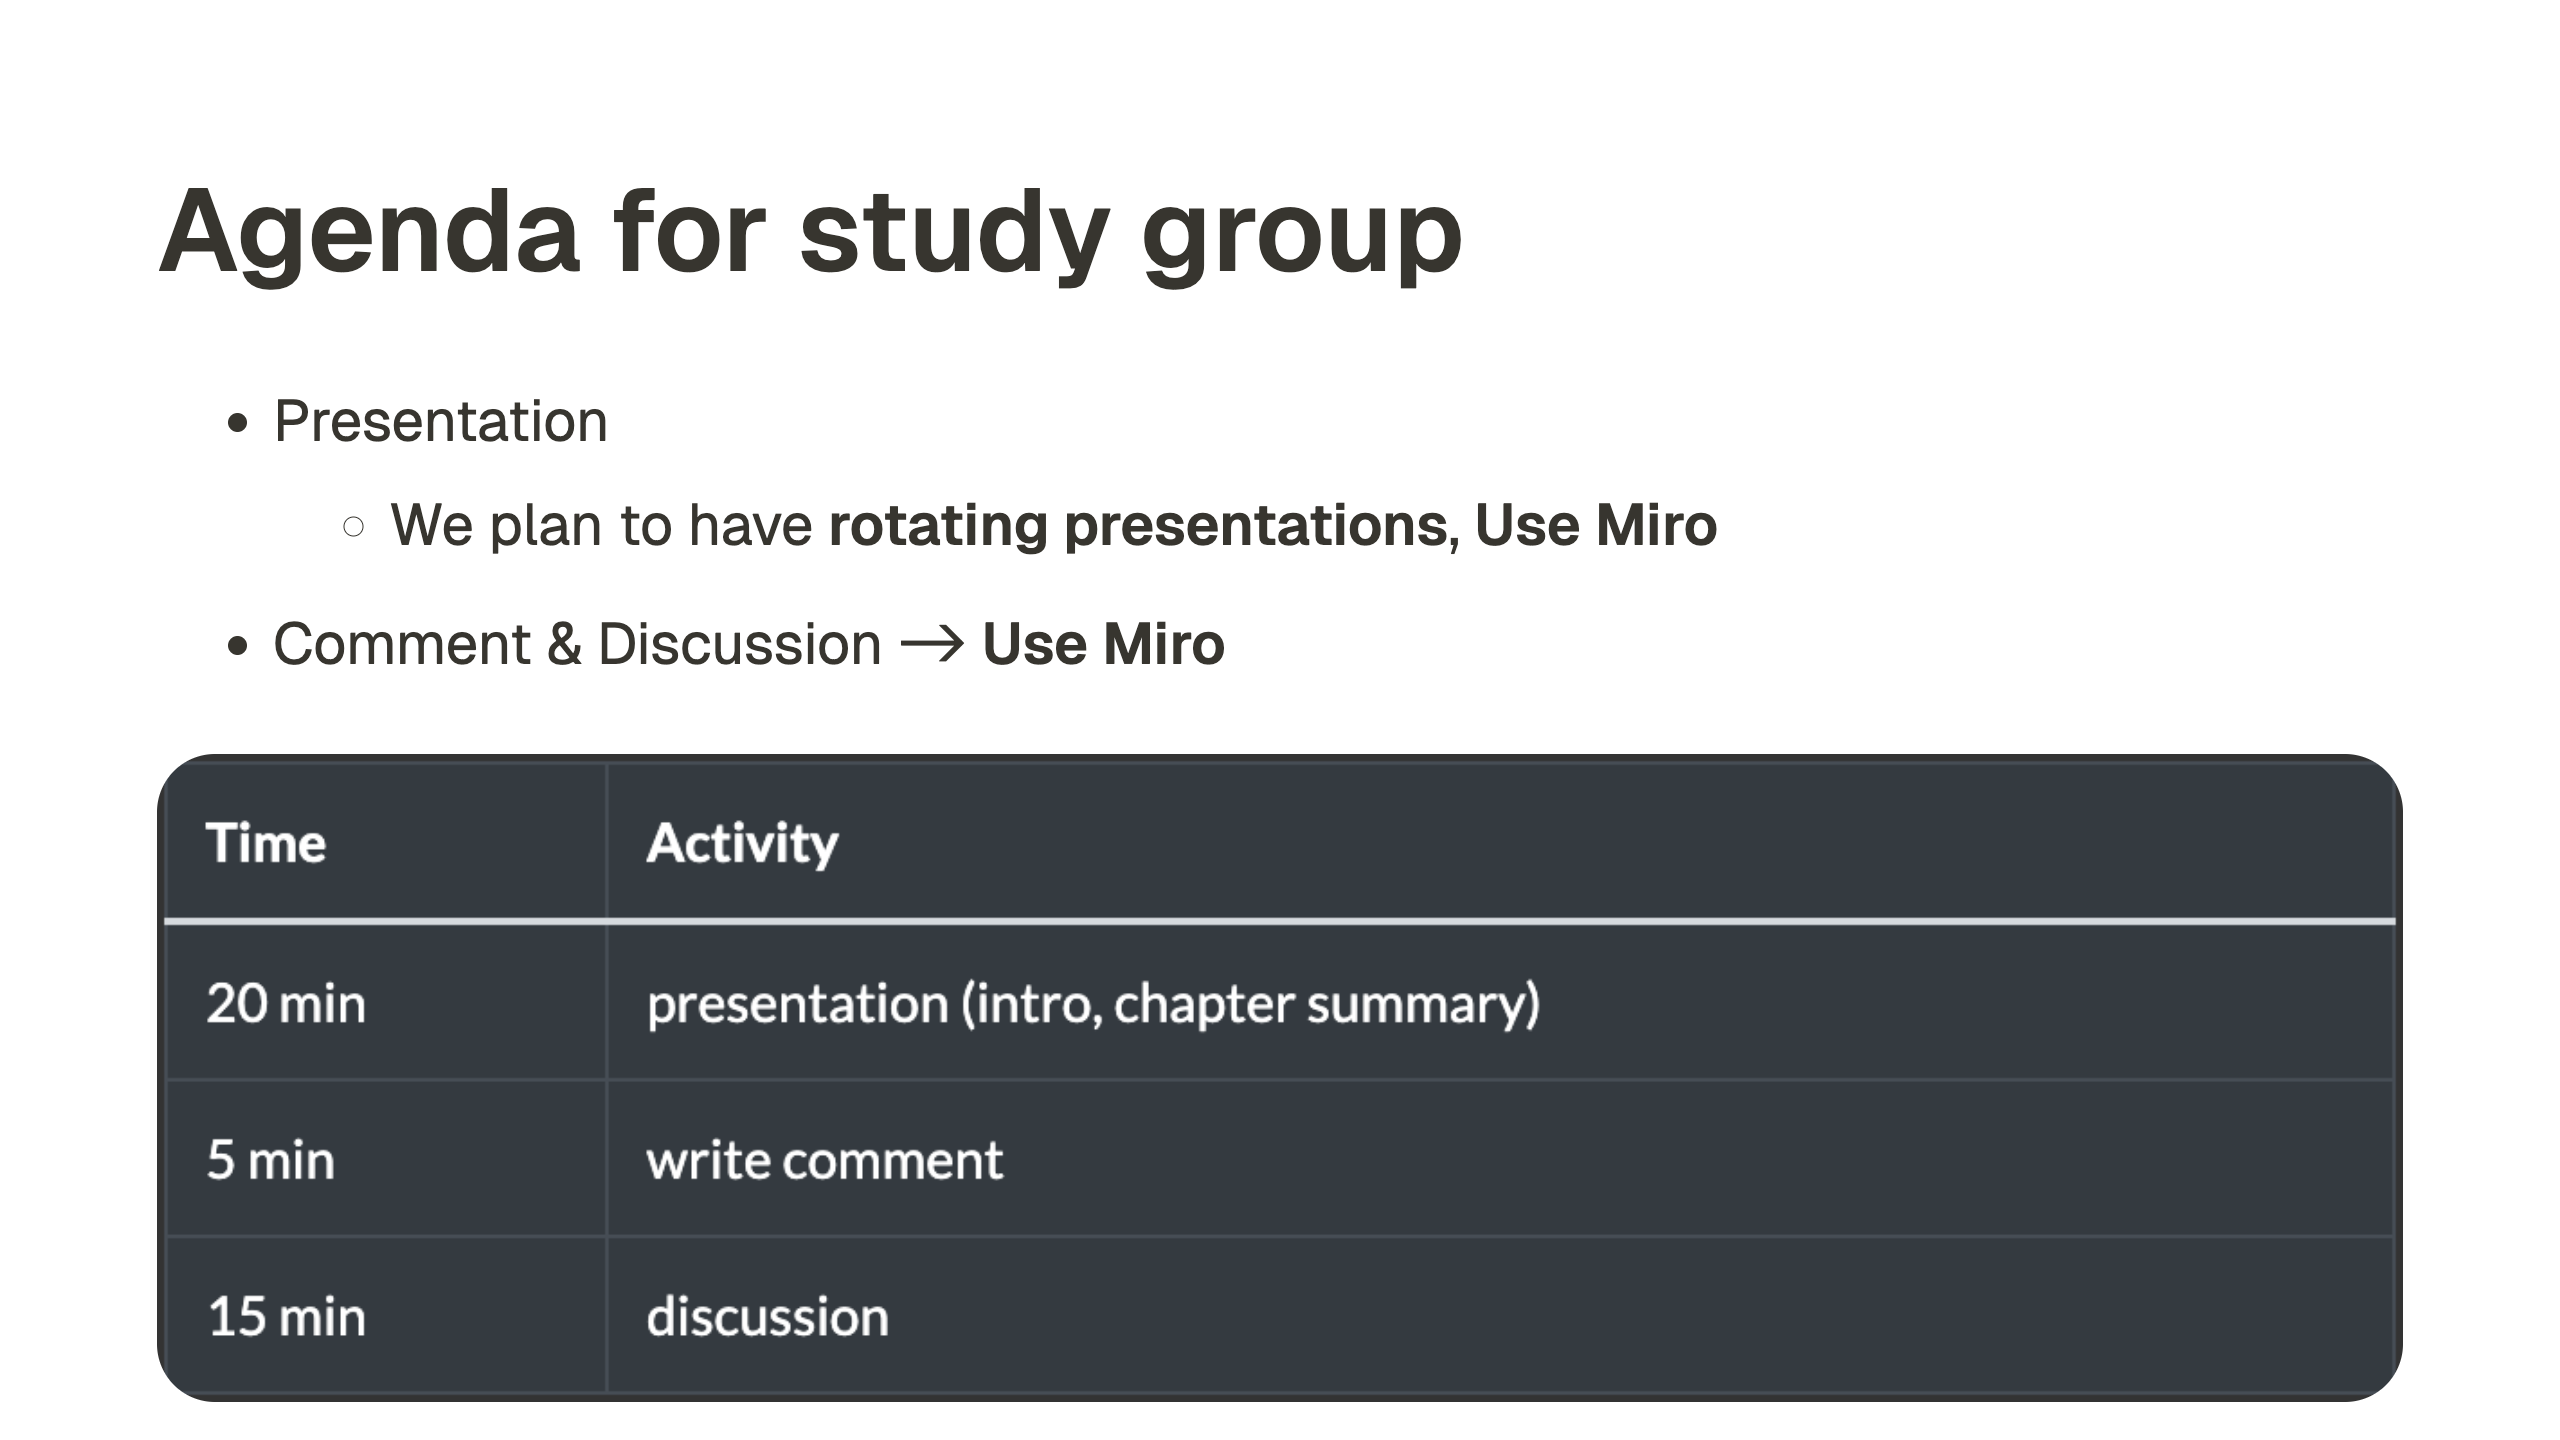 Agenda for study group
• Presentation
○ We plan to have rotating presentations, Use Miro
• Comment & Discussion → Use Miro
Time Activity
20 min presentation (intro, chapter summary)
5 min write comment
15 min discussion